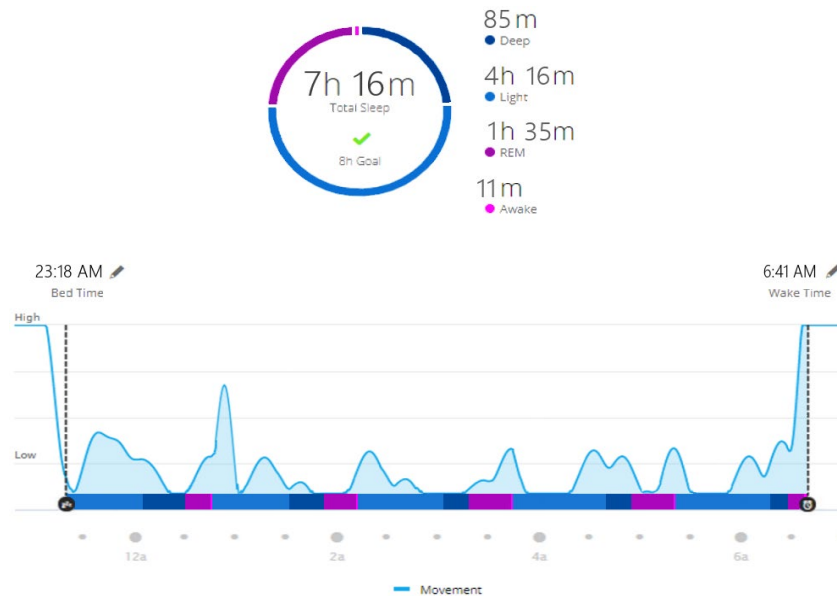 85m
Deep
7h 16m
Total Sleep
8h Goal
4h 16m
Light
1h 35m
REM
11m
Awake
23:18 AM
Bed Time
6:41 AM
Wake Time
High
Low
12a
2a
4a
6a
Movement